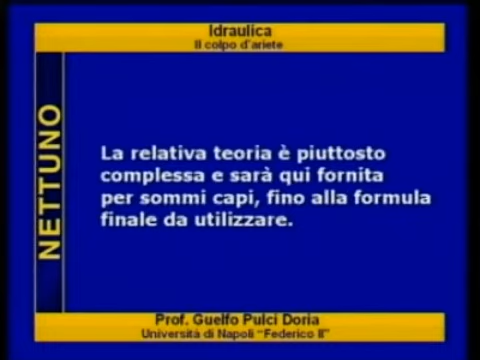 Idraulica
Il colpo d'ariete
NETTUNO
La relativa teoria è piuttosto
complessa e sarà qui fornita
per sommi capi, fino alla formula
finale da utilizzare.
Prof. Guelfo Pulci Doria
Università di Napoli "Federico II"